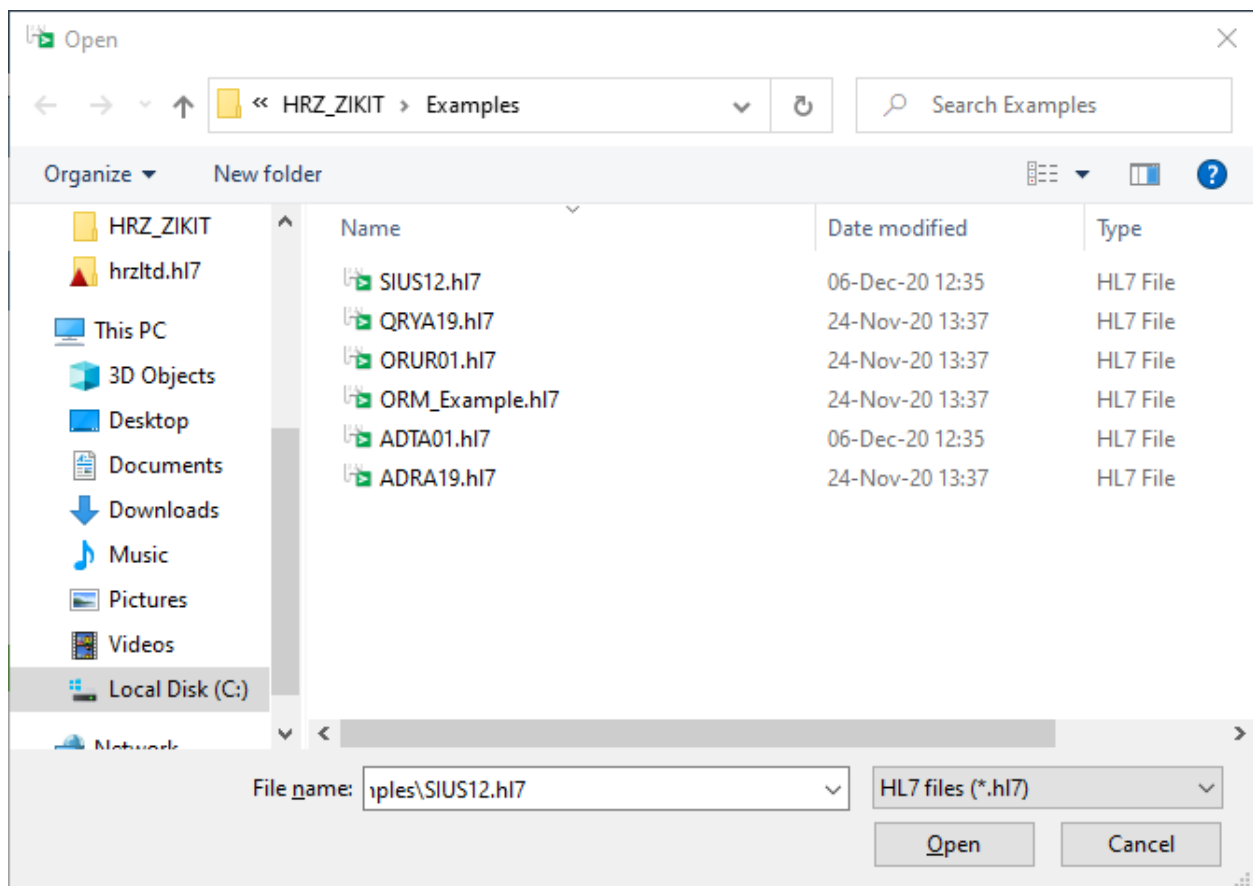 Open
« HRZ_ZIKIT > Examples
Search Examples
Organize
New folder
?
HRZ_ZIKIT
hrzltd.hl7
This PC
3D Objects
Desktop
Documents
Downloads
Music
Pictures
Videos
Local Disk (C:)
Network
Name Date modified Type
SIUS12.hl7 06-Dec-20 12:35 HL7 File
QRYA19.hl7 24-Nov-20 13:37 HL7 File
ORUR01.hl7 24-Nov-20 13:37 HL7 File
ORM_Example.hl7 24-Nov-20 13:37 HL7 File
ADTA01.hl7 06-Dec-20 12:35 HL7 File
ADRA19.hl7 24-Nov-20 13:37 HL7 File
File name: nples\SIUS12.hl7
HL7 files (*.hl7)
Open
Cancel